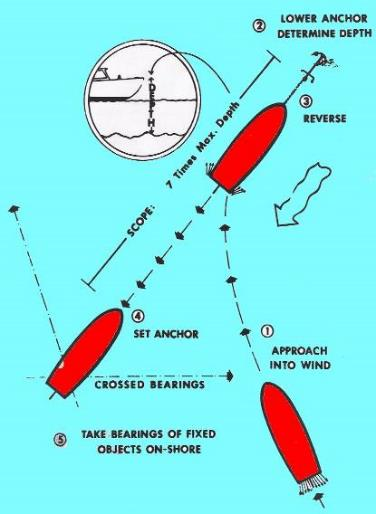 ② LOWER ANCHOR
DETERMINE DEPTH
③
REVERSE
DEPTH
SCOPE: 7 Times Max. Depth
④
SET ANCHOR
①
APPROACH
INTO WIND
CROSSED BEARINGS
⑤ TAKE BEARINGS OF FIXED
OBJECTS ON-SHORE